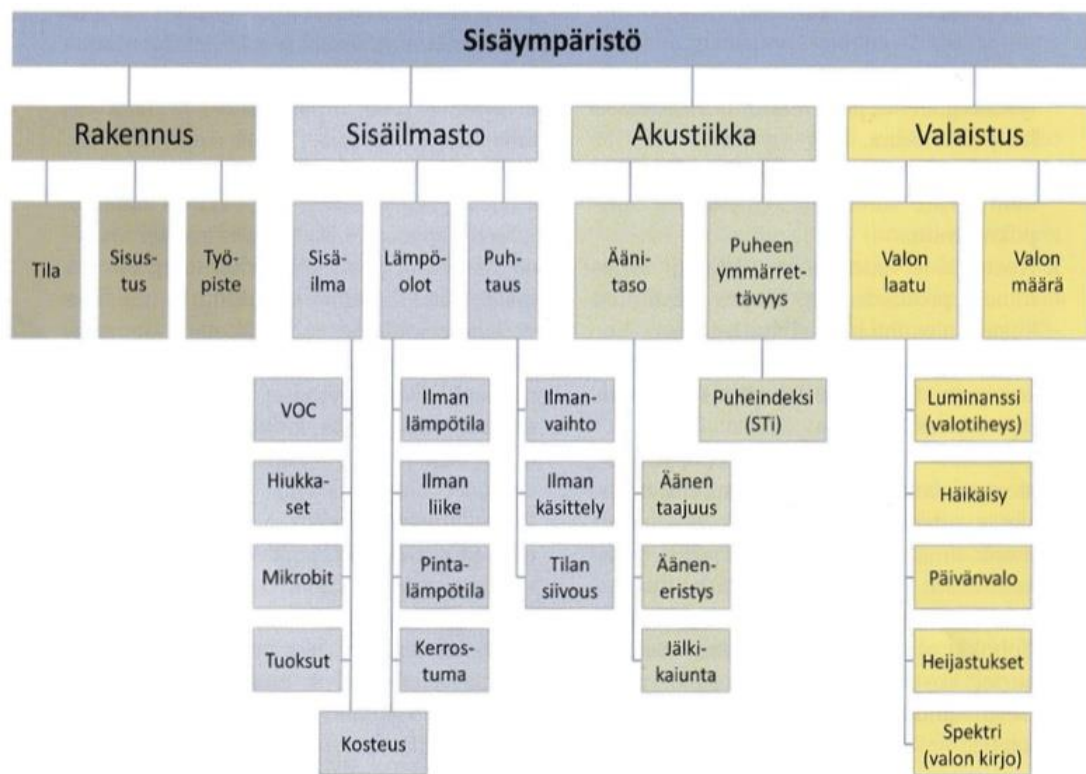 Sisäympäristö
Rakennus
Sisäilmasto
Akustiikka
Valaistus
Tila
Sisus-
tus
Työ-
piste
Sisä-
ilma
Lämpö-
olot
Puh-
taus
Ääni-
taso
Puheen
ymmärret-
tävyys
Valon
laatu
Valon
määrä
VOC
Hiukka-
set
Mikrobit
Tuoksut
Kosteus
Ilman
lämpötila
Ilman
liike
Pinta-
lämpötila
Kerros-
tuma
Ilman-
vaihto
Ilman
käsittely
Tilan
siivous
Puheindeksi
(STi)
Äänen
taajuus
Äänen-
eristys
Jälki-
kaiunta
Luminanssi
(valotiheys)
Häikäisy
Päivänvalo
Heijastukset
Spektri
(valon kirjo)